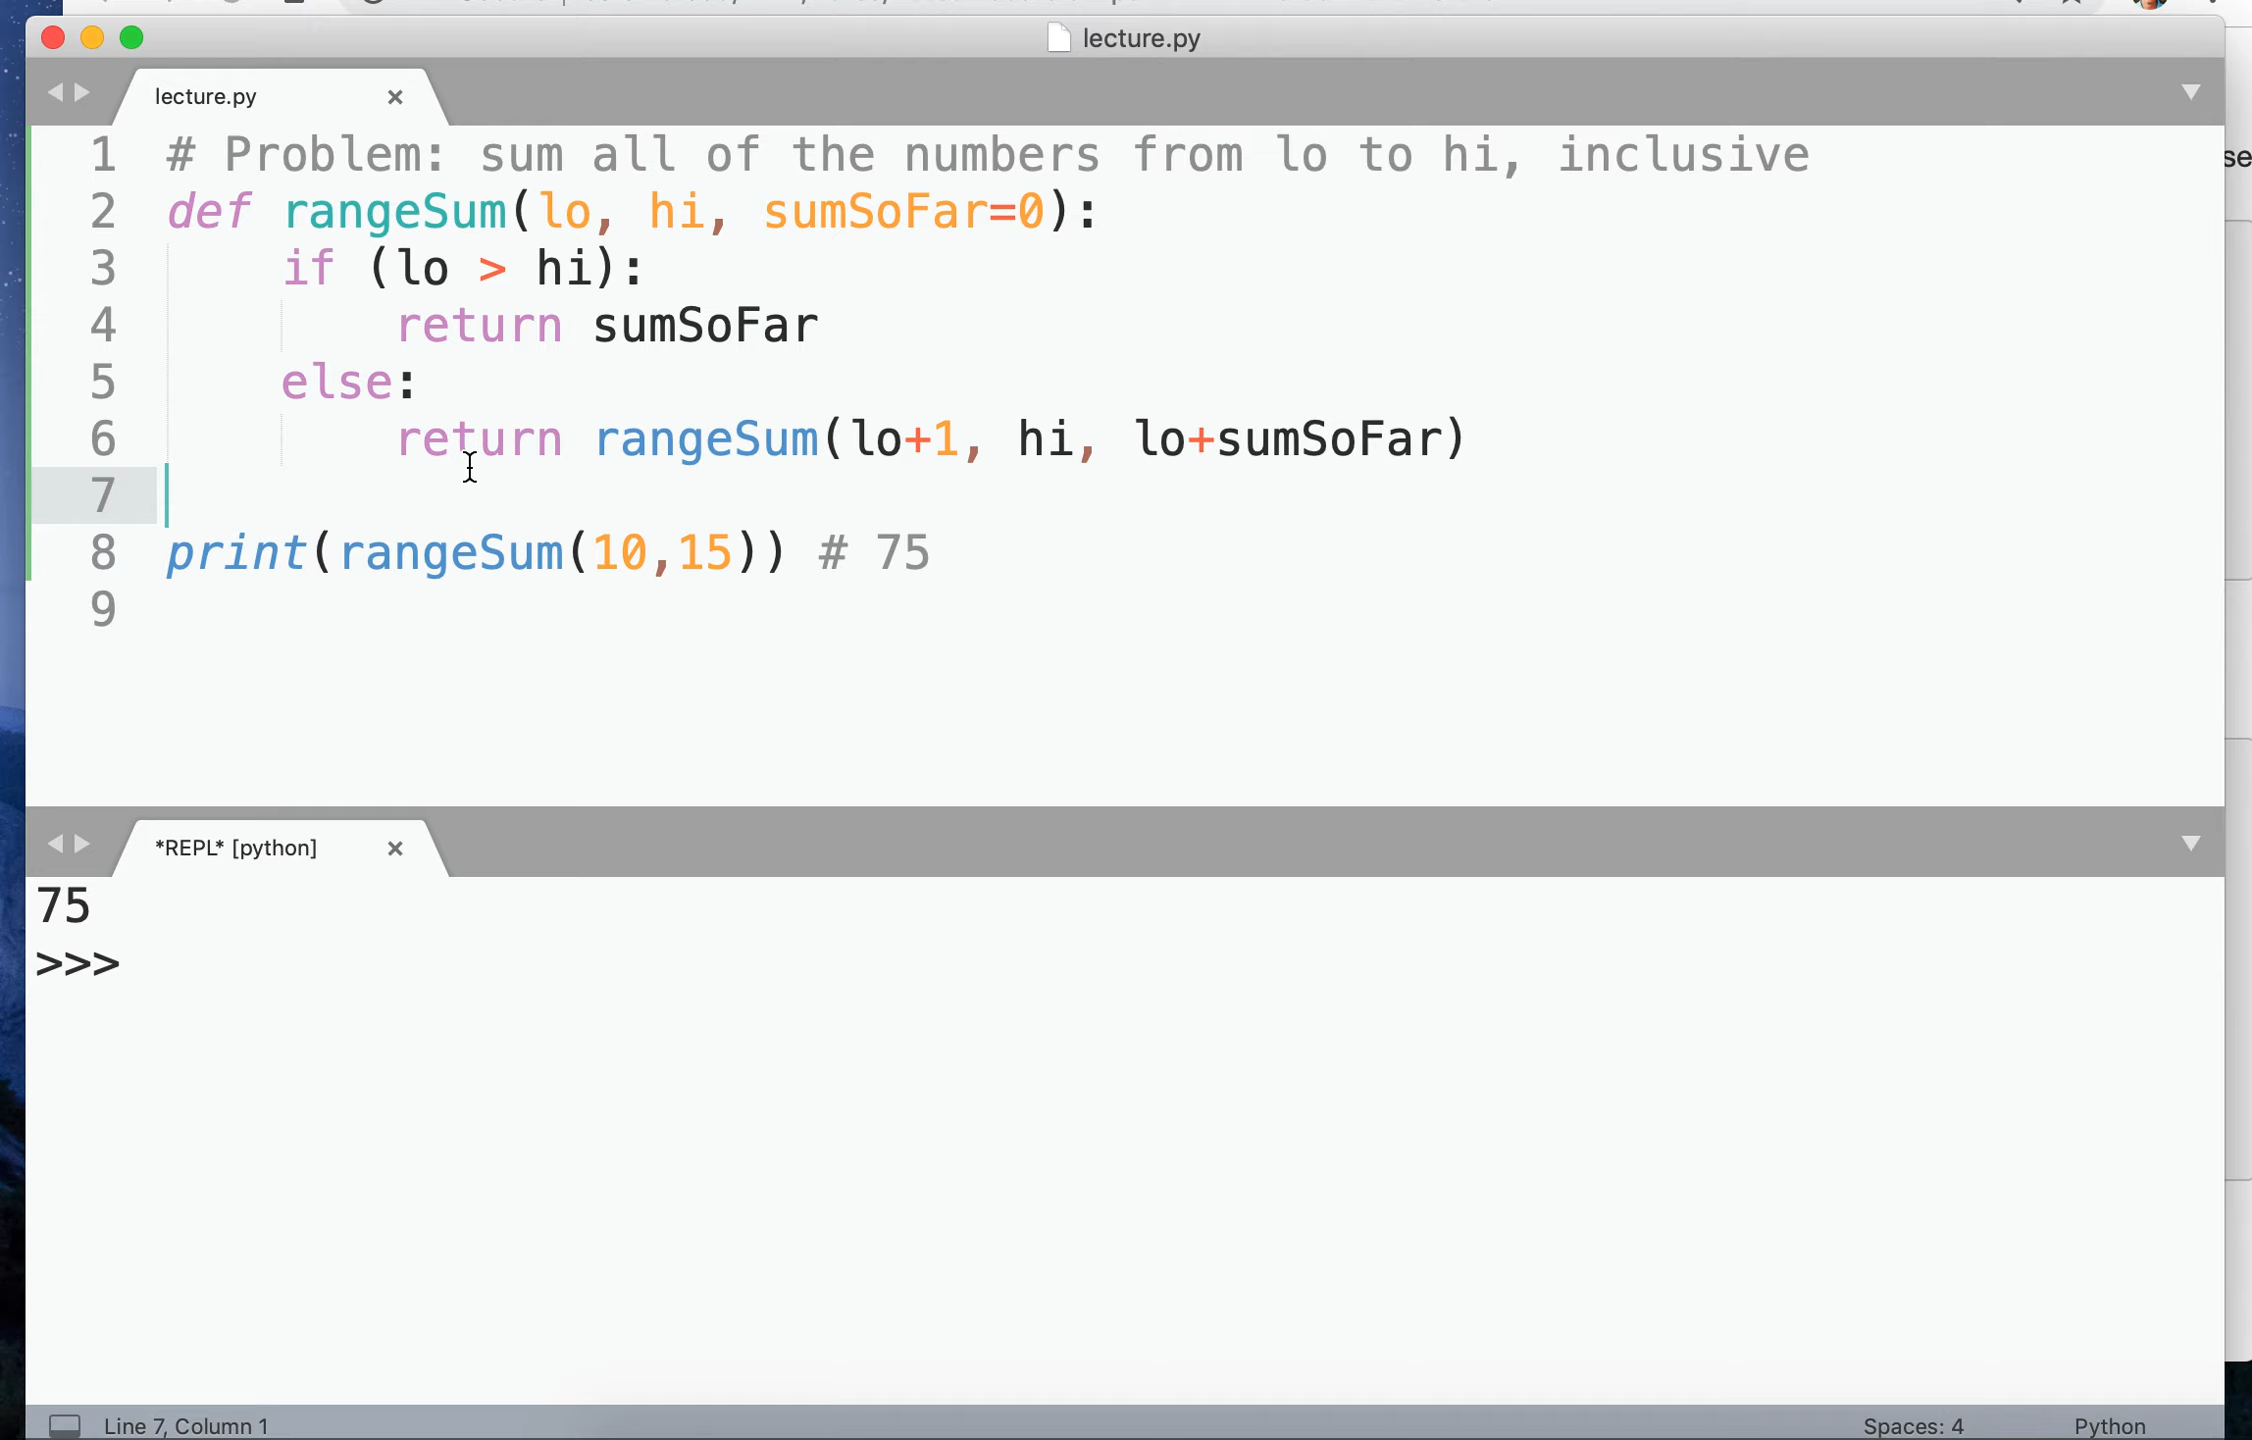 lecture.py
lecture.py ×
1 # Problem: sum all of the numbers from lo to hi, inclusive
2 def rangeSum(lo, hi, sumSoFar=0):
3     if (lo > hi):
4         return sumSoFar
5     else:
6         return rangeSum(lo+1, hi, lo+sumSoFar)
7
8 print(rangeSum(10,15)) # 75
9
se
*REPL* [python] ×
75
>>>
Line 7, Column 1 Spaces: 4 Python